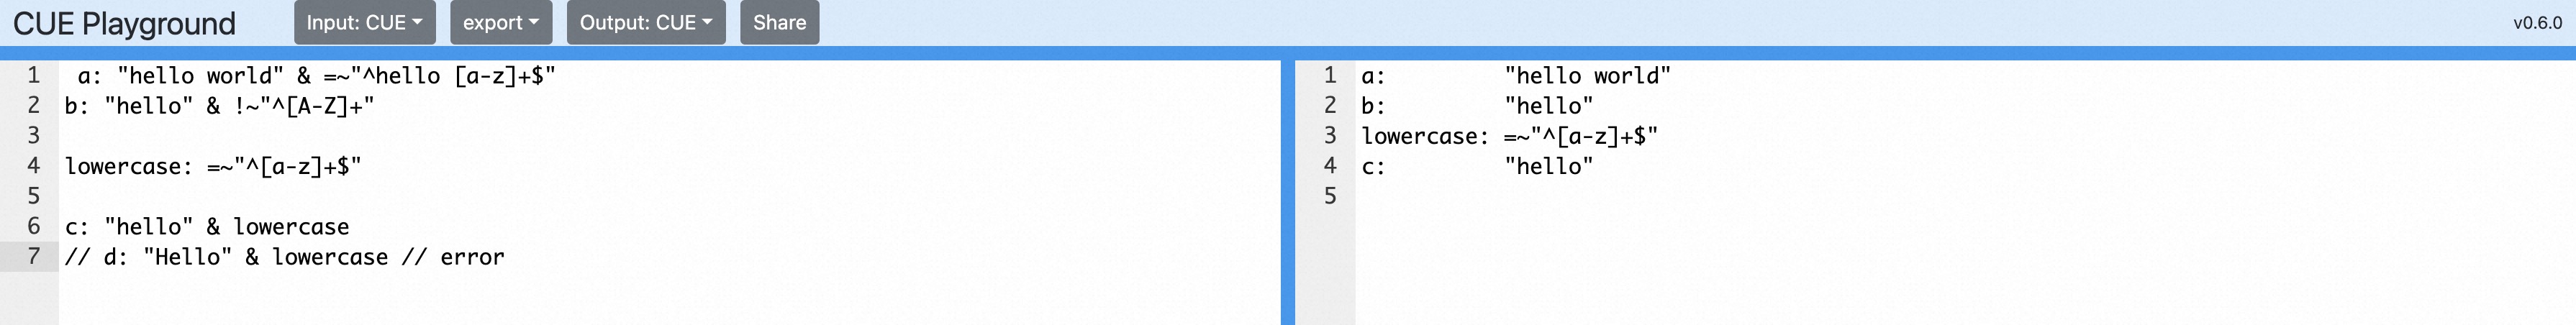 CUE Playground Input: CUE export Output: CUE Share v0.6.0
1 a: "hello world" & =~"^hello [a-z]+$"
2 b: "hello" & !~"^[A-Z]+"
3
4 lowercase: =~"^[a-z]+$"
5
6 c: "hello" & lowercase
7 // d: "Hello" & lowercase // error
1 a: "hello world"
2 b: "hello"
3 lowercase: =~"^[a-z]+$"
4 c: "hello"
5